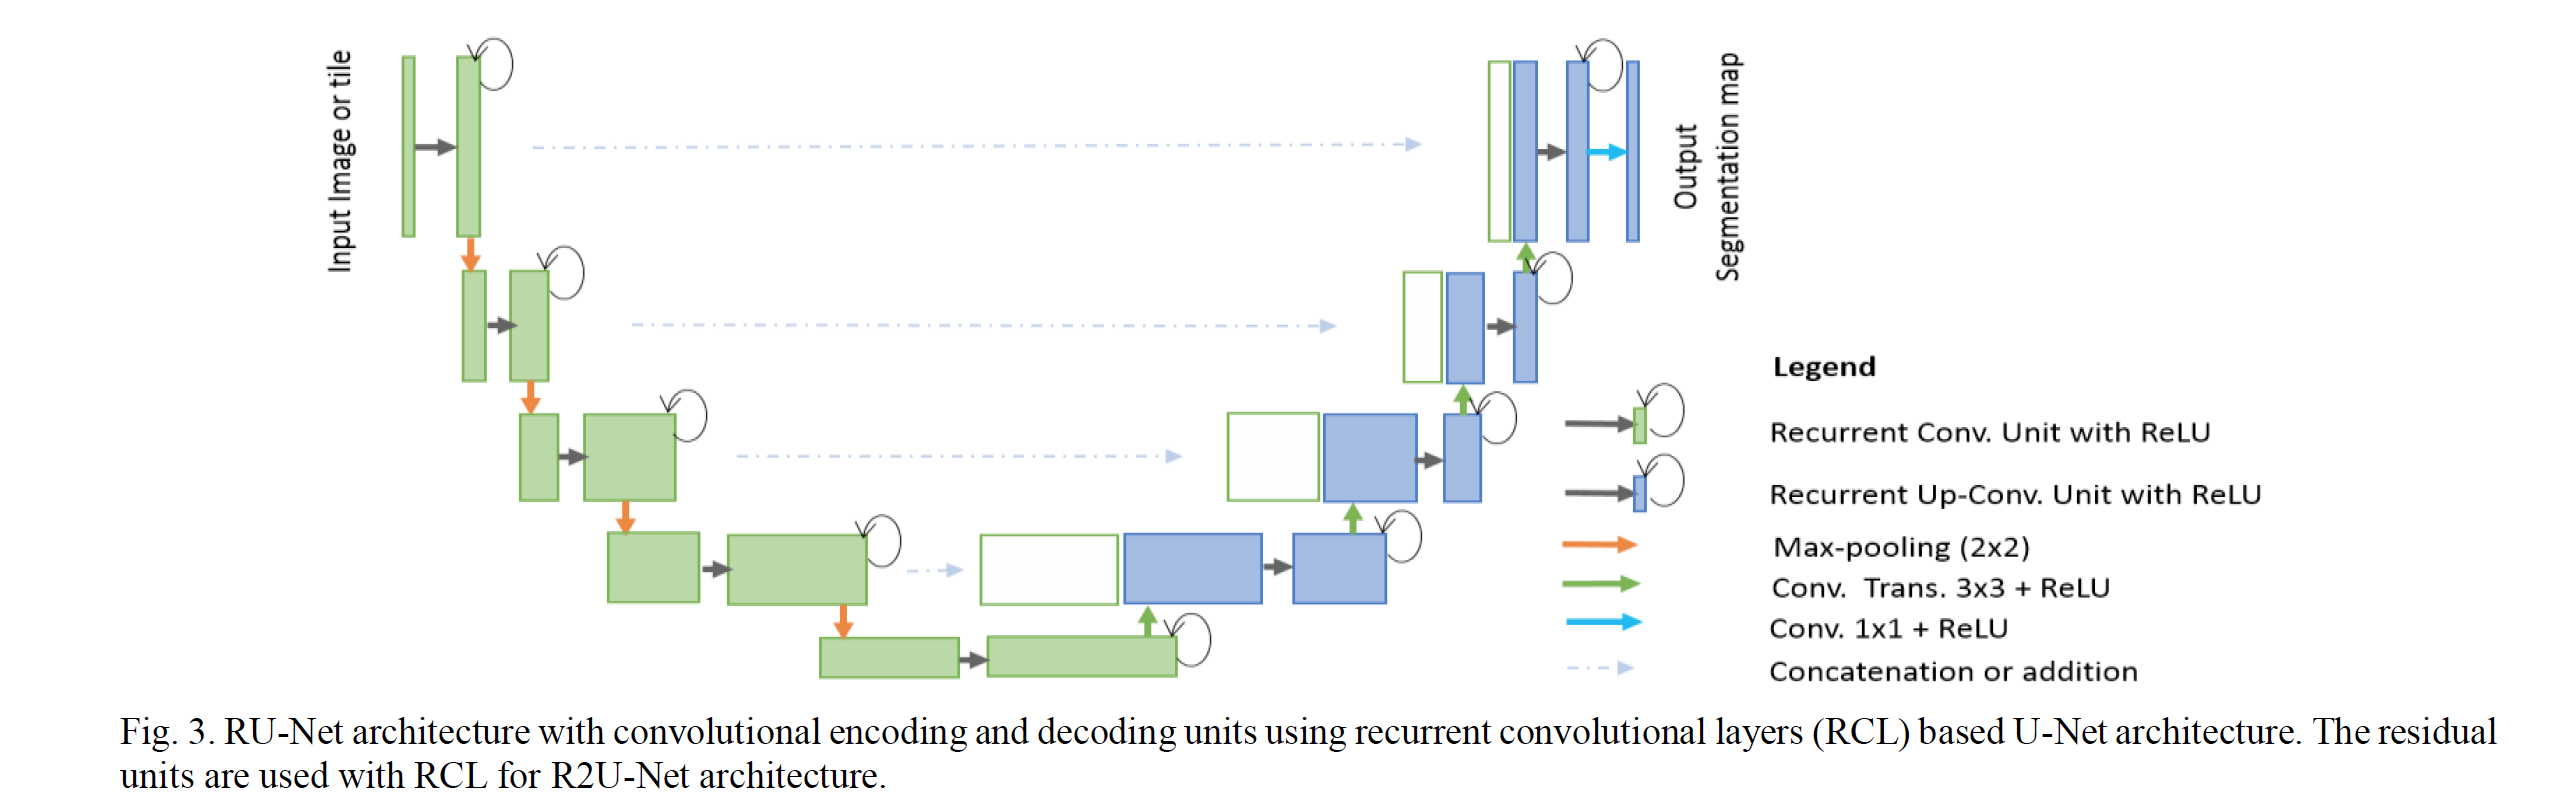 Input Image or tile
Output
Segmentation map
Legend
Recurrent Conv. Unit with ReLU
Recurrent Up-Conv. Unit with ReLU
Max-pooling (2x2)
Conv. Trans. 3x3 + ReLU
Conv. 1x1 + ReLU
Concatenation or addition
Fig. 3. RU-Net architecture with convolutional encoding and decoding units using recurrent convolutional layers (RCL) based U-Net architecture. The residual
units are used with RCL for R2U-Net architecture.